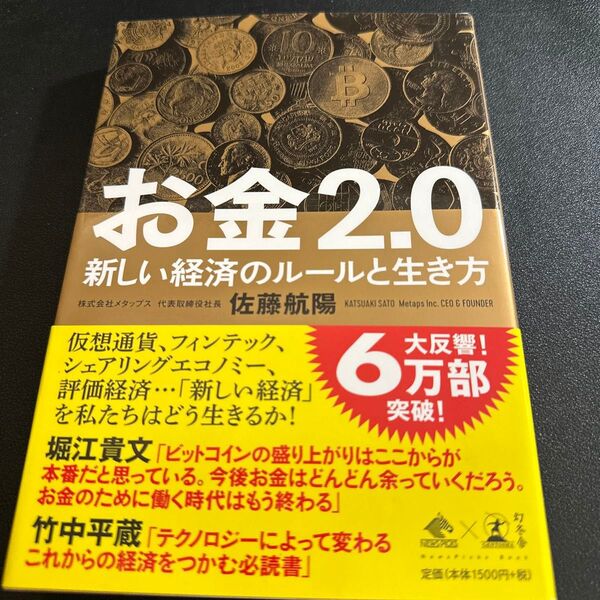 お金2.0
新しい経済のルールと生き方
株式会社メタップス 代表取締役社長 佐藤航陽 KATSUAKI SATO Metaps Inc. CEO & FOUNDER
仮想通貨、フィンテック、
シェアリングエコノミー、
評価経済…「新しい経済」
を私たちはどう生きるか!
大反響!
6万部
突破!
堀江貴文「ビットコインの盛り上がりはここからが
本番だと思っている。今後お金はどんどん余っていくだろう。
お金のために働く時代はもう終わる」
竹中平蔵「テクノロジーによって変わる
これからの経済をつかむ必読書」
NEWSPICKS × GENTOSHA 幻冬舎
NewsPicks Book
定価(本体1500円+税)